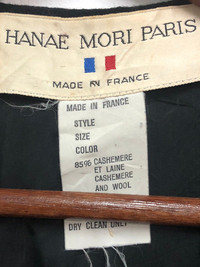 HANAE MORI PARIS
MADE IN FRANCE
MADE IN FRANCE
STYLE
SIZE
COLOR
85% CASHEMERE
ET LAINE
CASHEMERE
AND WOOL
DRY CLEAN ONLY